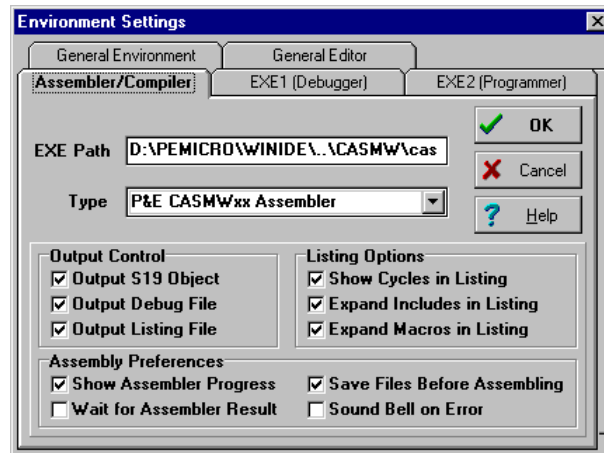 Environment Settings
General Environment General Editor
Assembler/Compiler EXE1 (Debugger) EXE2 (Programmer)
OK
EXE Path D:\PEMICRO\WINIDE\..\CASMW\cas
Cancel
Type P&E CASMWxx Assembler
Help
Output Control
Output S19 Object
Output Debug File
Output Listing File
Listing Options
Show Cycles in Listing
Expand Includes in Listing
Expand Macros in Listing
Assembly Preferences
Show Assembler Progress Save Files Before Assembling
Wait for Assembler Result Sound Bell on Error